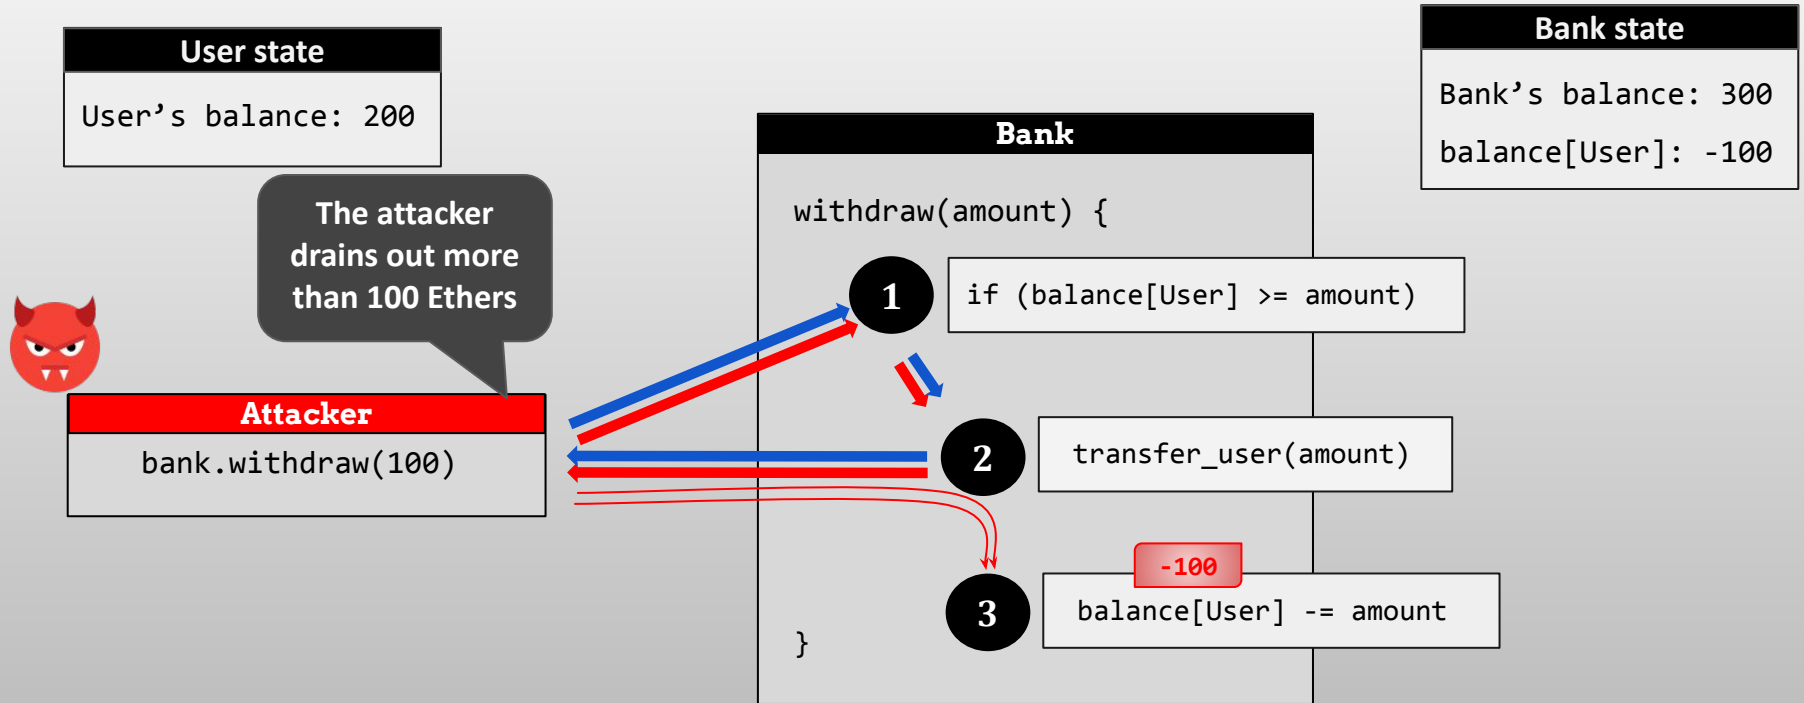 User state
User’s balance: 200
Bank state
Bank’s balance: 300
balance[User]: -100
The attacker
drains out more
than 100 Ethers
Attacker
bank.withdraw(100)
Bank
withdraw(amount) {
1
if (balance[User] >= amount)
2
transfer_user(amount)
-100
3
balance[User] -= amount
}